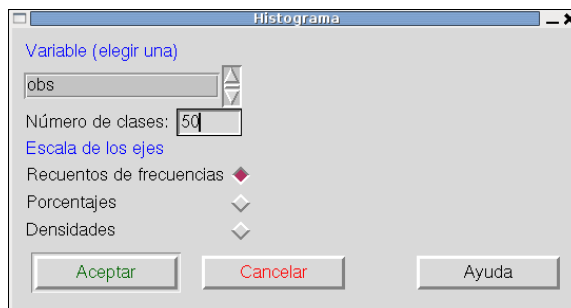 Histograma
Variable (elegir una)
obs
Número de clases: 50
Escala de los ejes
Recuentos de frecuencias
Porcentajes
Densidades
Aceptar Cancelar Ayuda